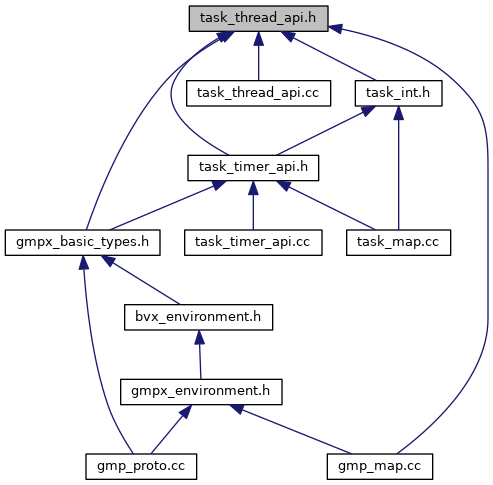 task_thread_api.h
task_thread_api.cc
task_int.h
task_timer_api.h
gmpx_basic_types.h
task_timer_api.cc
task_map.cc
bvx_environment.h
gmpx_environment.h
gmp_proto.cc
gmp_map.cc